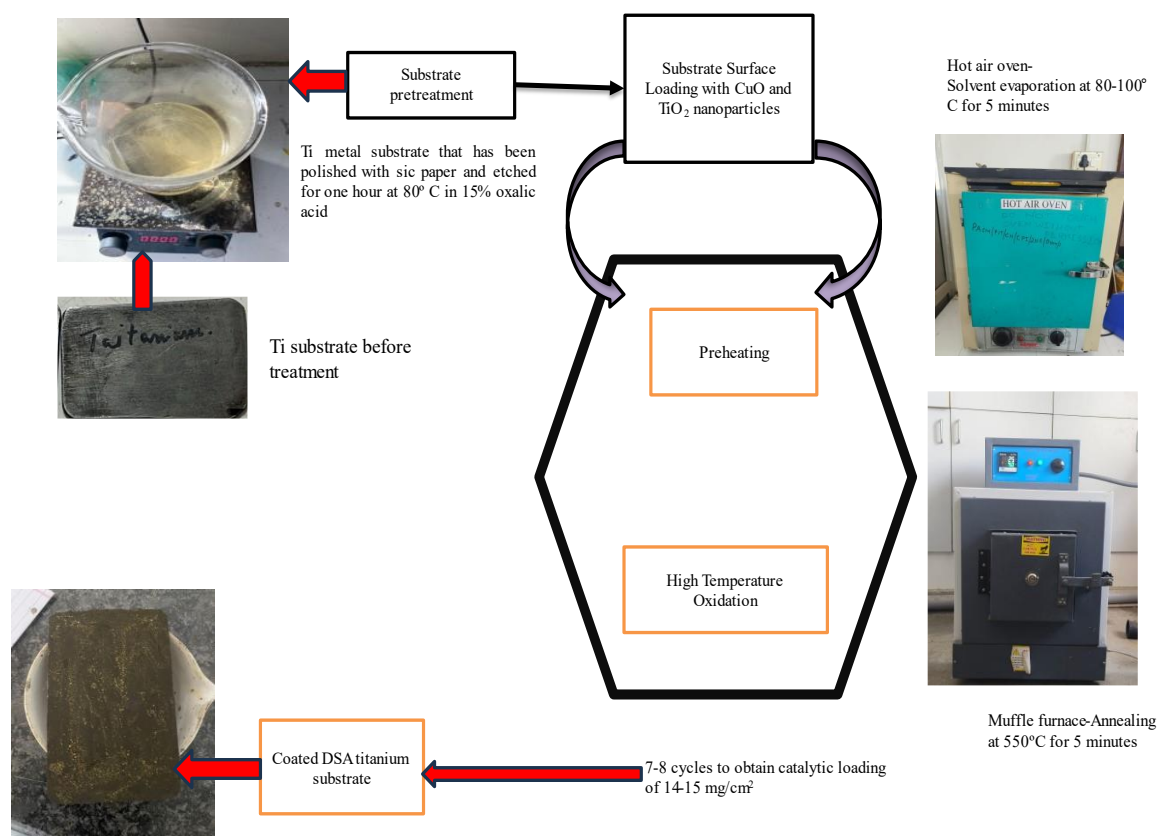 Substrate
pretreatment
Substrate Surface
Loading with CuO and
TiO₂ nanoparticles
Hot air oven-
Solvent evaporation at 80-100°
C for 5 minutes
Ti metal substrate that has been
polished with sic paper and etched
for one hour at 80º C in 15% oxalic
acid
HOT AIR OVEN
Taitanium.
Ti substrate before
treatment
Preheating
High Temperature
Oxidation
Muffle furnace-Annealing
at 550ºC for 5 minutes
Coated DSA titanium
substrate
7-8 cycles to obtain catalytic loading
of 14-15 mg/cm²